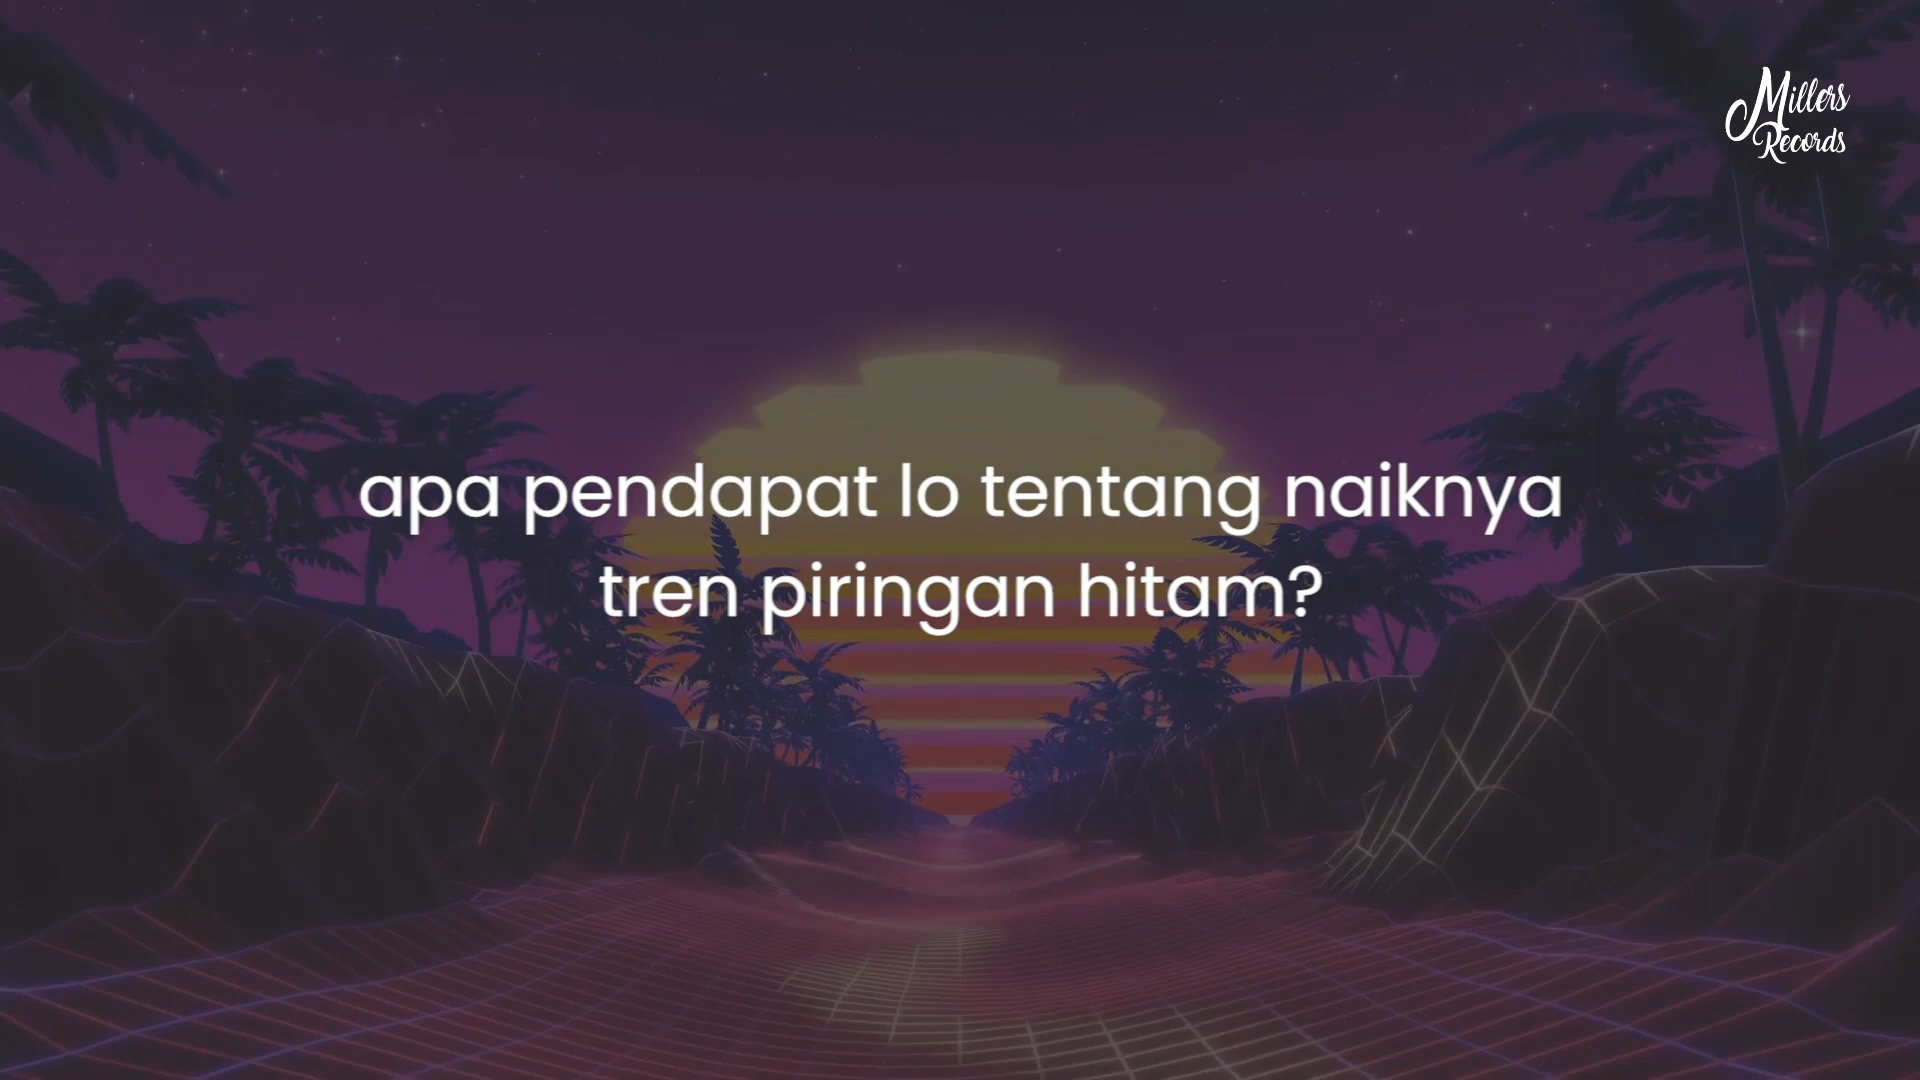 Millers
Records
apa pendapat lo tentang naiknya
tren piringan hitam?